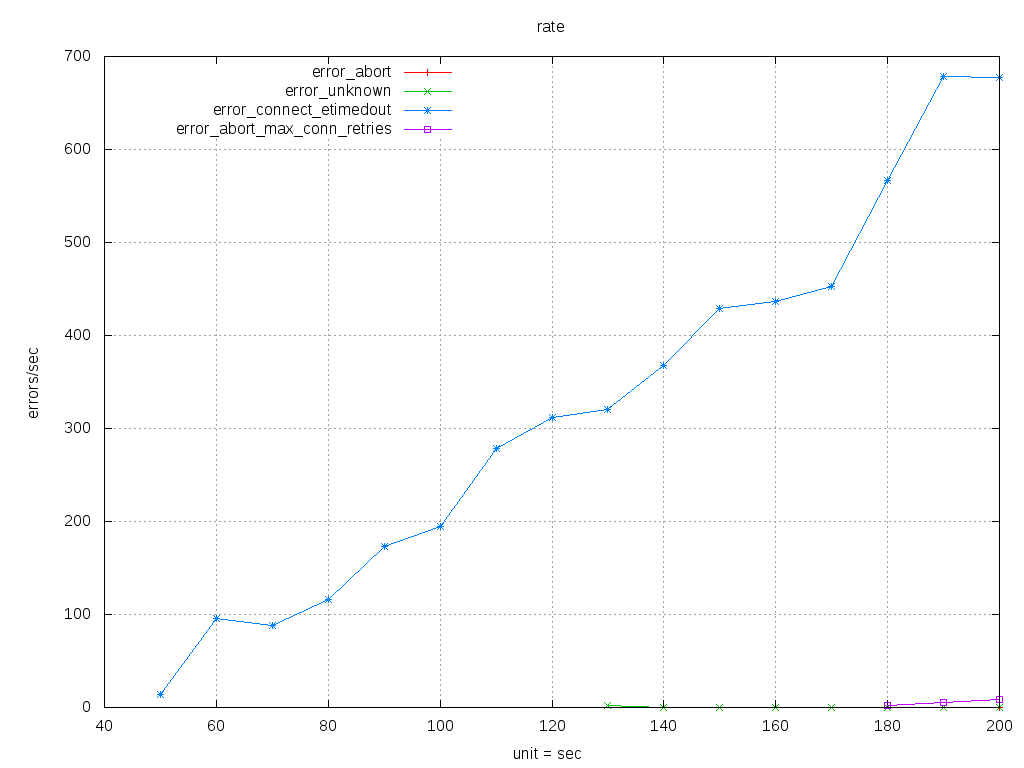 rate
700
600
500
400
300
200
100
0
errors/sec
error_abort
error_unknown
error_connect_etimedout
error_abort_max_conn_retries
40 60 80 100 120 140 160 180 200
unit = sec